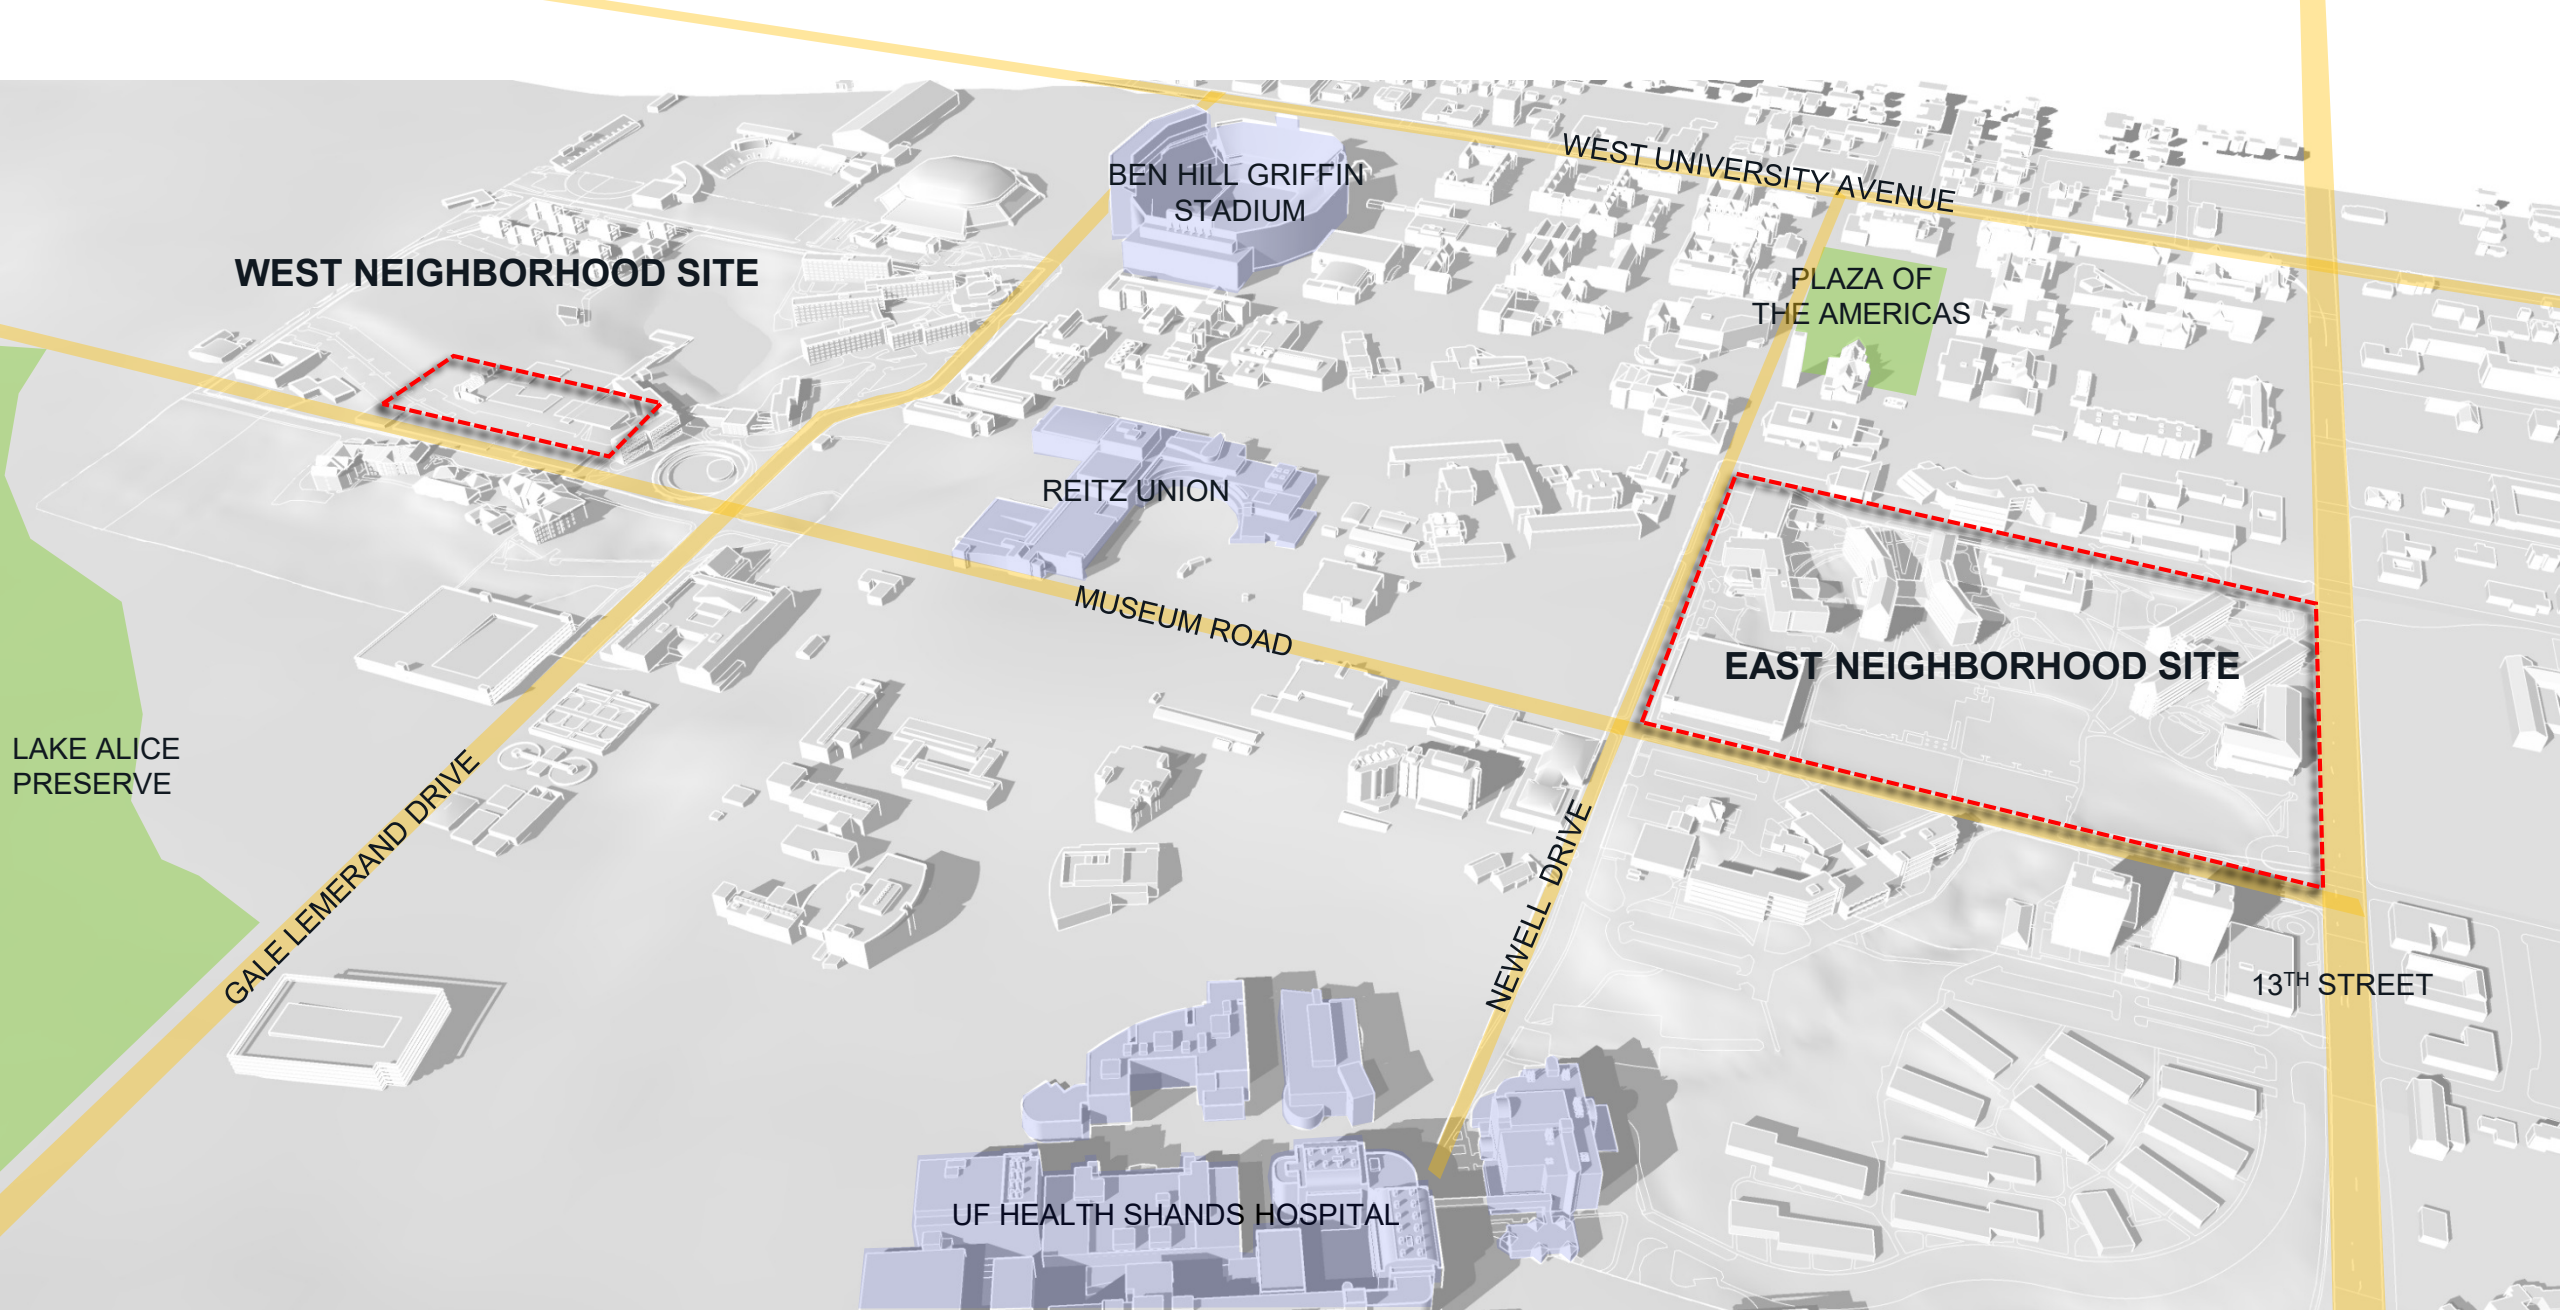 WEST UNIVERSITY AVENUE
BEN HILL GRIFFIN
STADIUM
WEST NEIGHBORHOOD SITE
PLAZA OF
THE AMERICAS
REITZ UNION
MUSEUM ROAD
EAST NEIGHBORHOOD SITE
LAKE ALICE
PRESERVE
GALE LEMERAND DRIVE
NEWELL DRIVE
13TH STREET
UF HEALTH SHANDS HOSPITAL